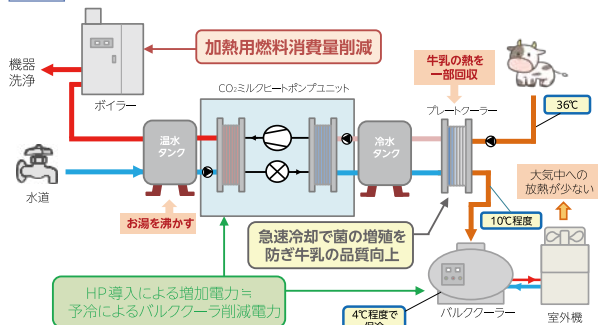 加熱用燃料消費量削減
牛乳の熱を
一部回収
機器
洗浄
ボイラー
CO₂ミルクヒートポンプユニット
プレートクーラー
36℃
温水
タンク
冷水
タンク
水道
大気中への
放熱が少ない
お湯を沸かす
10℃程度
急速冷却で菌の増殖を
防ぎ牛乳の品質向上
HP導入による増加電力≒
予冷によるバルククーラ削減電力
4℃程度で
バルククーラー
室外機